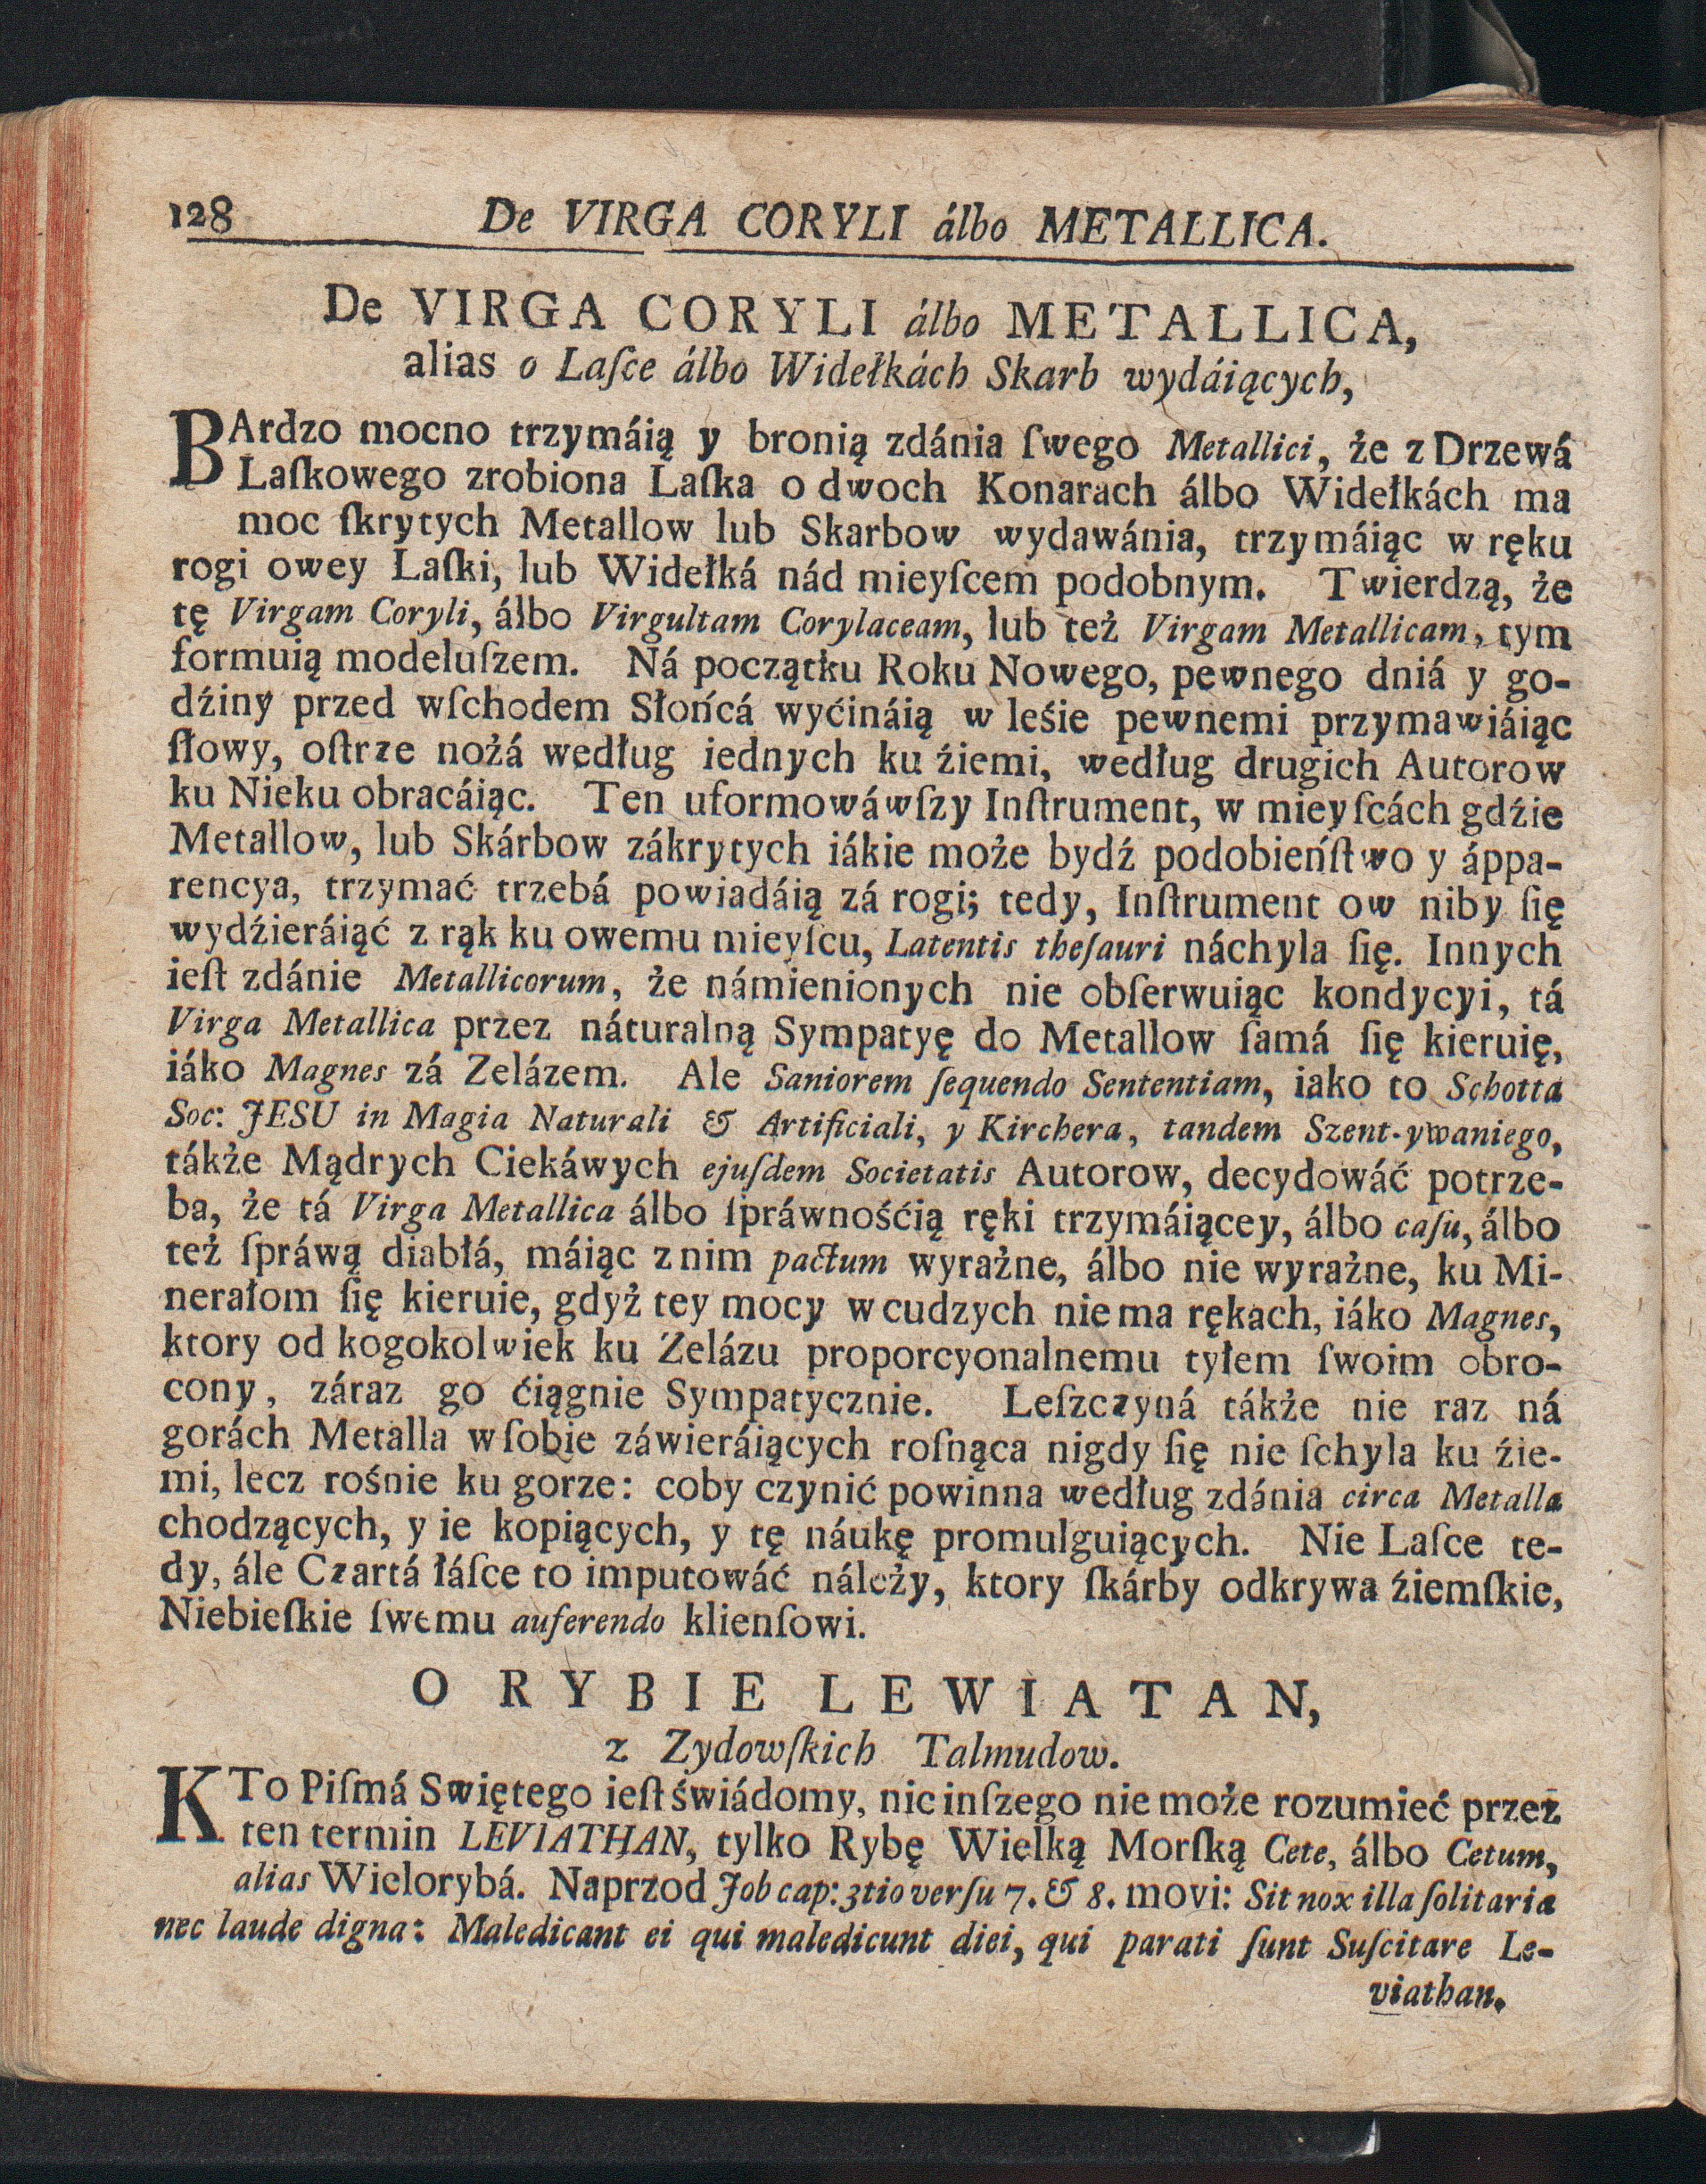 128 De VIRGA CORYLI álbo METALLICA.
De VIRGA CORYLI álbo METALLICA,
alias o Laſce álbo Widełkách Skarb wydáiących,
BArdzo mocno trzymáią y bronią zdánia ſwego Metallici, że z Drzewá
Laſkowego zrobiona Laſka o dwoch Konarach álbo Widełkách ma
moc ſkrytych Metallow lub Skarbow wydawánia, trzymáiąc w ręku
rogi owey Laſki, lub Widełká nád mieyſcem podobnym. Twierdzą, że
tę Virgam Coryli, álbo Virgultam Corylaceam, lub też Virgam Metallicam, tym
formuią modeluſzem. Ná początku Roku Nowego, pewnego dniá y go-
dźiny przed wſchodem Słońcá wyćináią w leśie pewnemi przymawiáiąc
ſłowy, oſtrze nożá według iednych ku źiemi, według drugich Autorow
ku Nieku obracáiąc. Ten uformowáwſzy Inſtrument, w mieyſcách gdźie
Metallow, lub Skárbow zákrytych iákie może bydź podobieńſtwo y áppa-
rencya, trzymać trzebá powiadáią zá rogi; tedy, Inſtrument ow niby ſię
wydźieráiąć z rąk ku owemu mieyſcu, Latentis theſauri náchyla ſię. Innych
ieſt zdánie Metallicorum, że námienionych nie obſerwuiąc kondycyi, tá
Virga Metallica przez náturalną Sympatyę do Metallow ſamá ſię kieruię,
iáko Magnes zá Zelázem. Ale Saniorem ſequendo Sententiam, iako to Schotta
Soc: JESU in Magia Naturali & Artificiali, y Kirchera, tandem Szent-ywaniego,
tákże Mądrych Ciekáwych ejuſdem Societatis Autorow, decydowáć potrze-
ba, że tá Virga Metallica álbo ſpráwnośćią ręki trzymáiącey, álbo caſu, álbo
też ſpráwą diabłá, máiąc z nim pactum wyrażne, álbo nie wyrażne, ku Mi-
nerałom ſię kieruie, gdyż tey mocy w cudzych nie ma rękach, iáko Magnes,
ktory od kogokolwiek ku Zelázu proporcyonalnemu tyłem ſwoim obro-
cony, záraz go ćiągnie Sympatycznie. Leſzczyná tákże nie raz ná
gorách Metalla w ſobie záwieráiących roſnąca nigdy ſię nie ſchyla ku źie-
mi, lecz rośnie ku gorze: coby czynić powinna według zdánia circa Metalla
chodzących, y ie kopiących, y tę náukę promulguiących. Nie Laſce te-
dy, ále Czartá łáſce to imputowáć náleży, ktory ſkárby odkrywa źiemſkie,
Niebieſkie ſwemu auferendo klienſowi.
O RYBIE LEWIATAN,
z Zydowſkich Talmudow.
KTo Piſmá Swiętego ieſt świádomy, nic inſzego nie może rozumieć przez
ten termin LEVIATHAN, tylko Rybę Wielką Morſką Cete, álbo Cetum,
alias Wielorybá. Naprzod Job cap: 3tio verſu 7. & 8. movi: Sit nox illa ſolitaria
nec laude digna: Maledicant ei qui maledicunt diei, qui parati ſunt Suſcitare Le-
viathan.